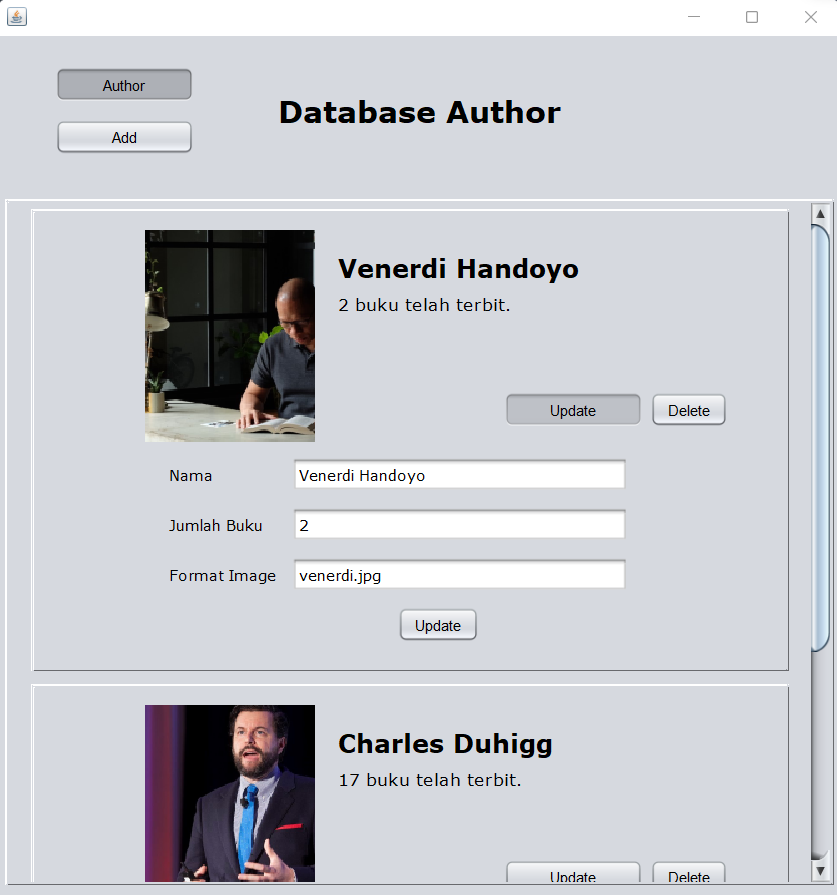 Author
Add
Database Author
Venerdi Handoyo
2 buku telah terbit.
Update Delete
Nama Venerdi Handoyo
Jumlah Buku 2
Format Image venerdi.jpg
Update
Charles Duhigg
17 buku telah terbit.
Update Delete